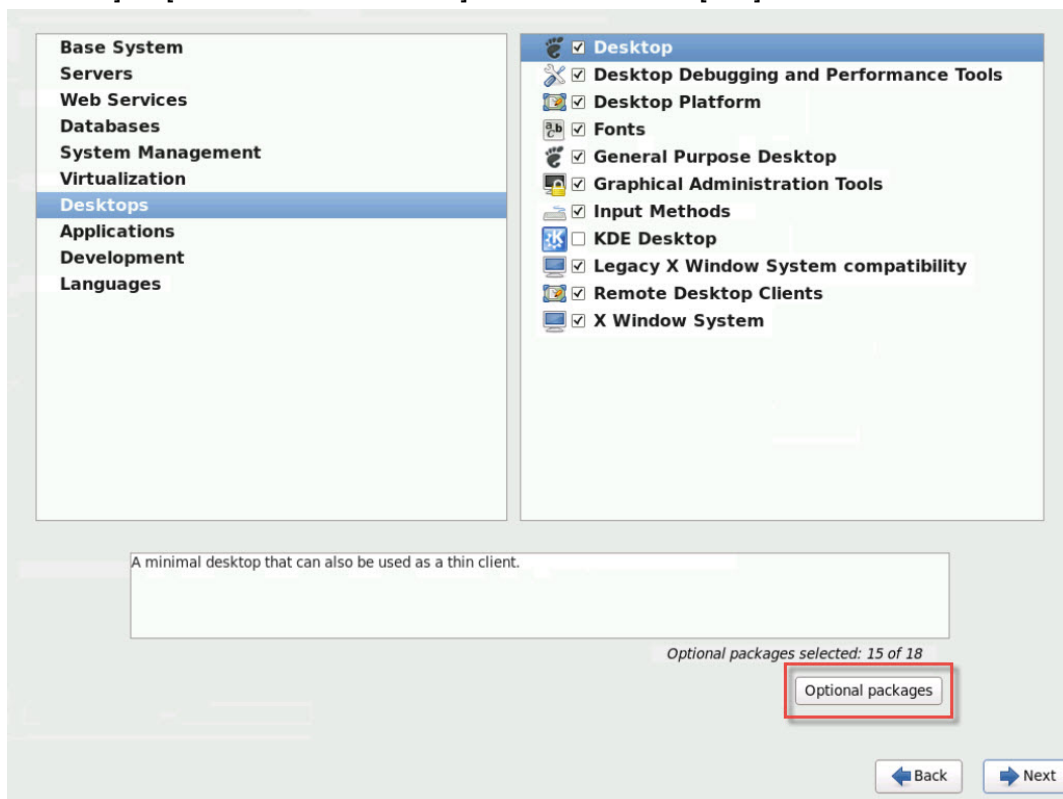 Base System
Servers
Web Services
Databases
System Management
Virtualization
Desktops
Applications
Development
Languages
Desktop
Desktop Debugging and Performance Tools
Desktop Platform
Fonts
General Purpose Desktop
Graphical Administration Tools
Input Methods
KDE Desktop
Legacy X Window System compatibility
Remote Desktop Clients
X Window System
A minimal desktop that can also be used as a thin client.
Optional packages selected: 15 of 18
Optional packages
Back
Next